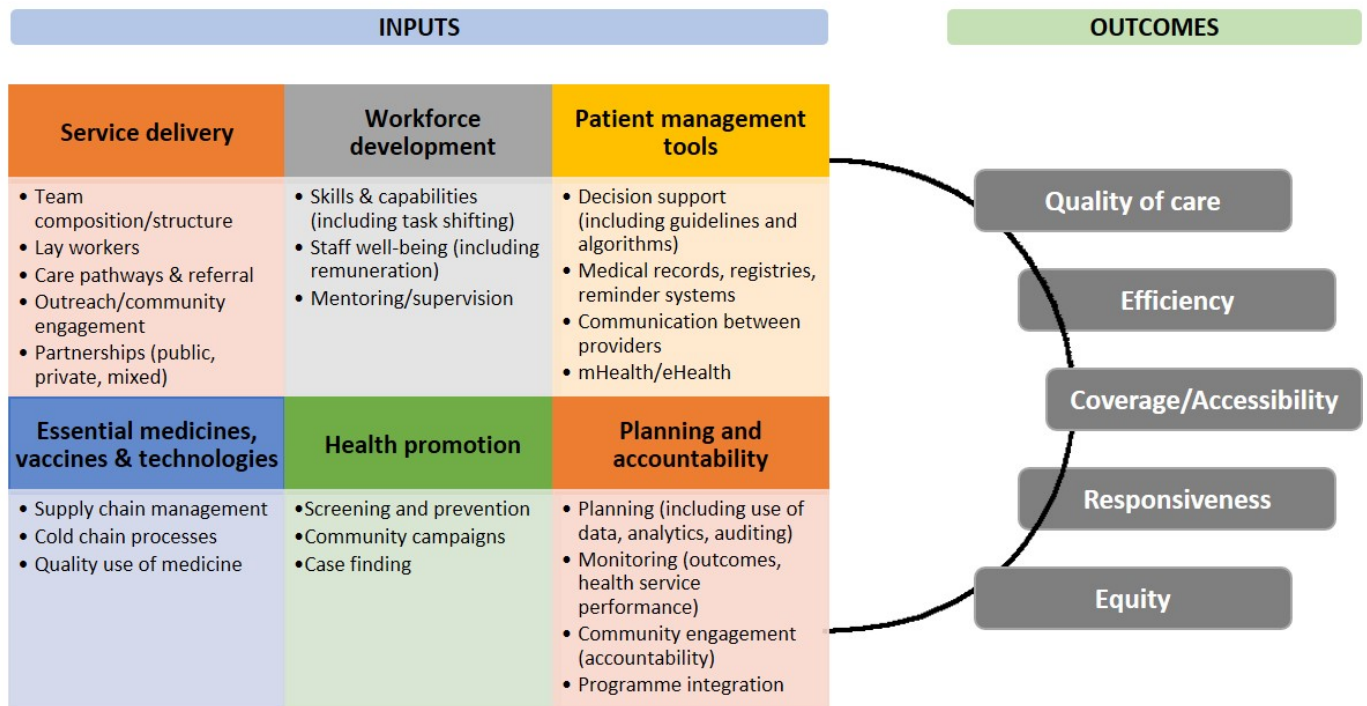 INPUTS
OUTCOMES
Service delivery
• Team
composition/structure
• Lay workers
• Care pathways & referral
• Outreach/community
engagement
• Partnerships (public,
private, mixed)
Workforce
development
• Skills & capabilities
(including task shifting)
• Staff well-being (including
remuneration)
• Mentoring/supervision
Patient management
tools
• Decision support
(including guidelines and
algorithms)
• Medical records, registries,
reminder systems
• Communication between
providers
• mHealth/eHealth
Essential medicines,
vaccines & technologies
• Supply chain management
• Cold chain processes
• Quality use of medicine
Health promotion
•Screening and prevention
•Community campaigns
•Case finding
Planning and
accountability
• Planning (including use of
data, analytics, auditing)
• Monitoring (outcomes,
health service
performance)
• Community engagement
(accountability)
• Programme integration
Quality of care
Efficiency
Coverage/Accessibility
Responsiveness
Equity